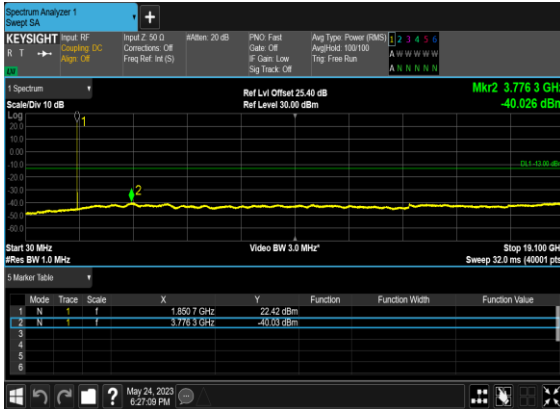 Spectrum Analyzer 1
Swept SA
KEYSIGHT
R T
Input: RF
Coupling: DC
Align: Off
Input Z: 50 Ω
Corrections: Off
Freq Ref: Int (S)
#Atten: 20 dB
PNO: Fast
Gate: Off
IF Gain: Low
Sig Track: Off
Avg Type: Power (RMS)
Avg|Hold: 100/100
Trig: Free Run
1 2 3 4 5 6
A W W W W W
A N N N N N
1 Spectrum
Scale/Div 10 dB
Ref Lvl Offset 25.40 dB
Ref Level 30.00 dBm
Mkr2 3.776 3 GHz
-40.026 dBm
Log
20.0
10.0
0.00
-10.0
-20.0
-30.0
-40.0
-50.0
-60.0
1
2
DL1 -13.00 dBm
Start 30 MHz
#Res BW 1.0 MHz
Video BW 3.0 MHz*
Stop 19.100 GHz
Sweep 32.0 ms (40001 pts)
5 Marker Table
Mode Trace Scale X Y Function Function Width Function Value
1 N 1 f 1.850 7 GHz 22.42 dBm
2 N 1 f 3.776 3 GHz -40.03 dBm
3
4
5
6
May 24, 2023
6:27:09 PM